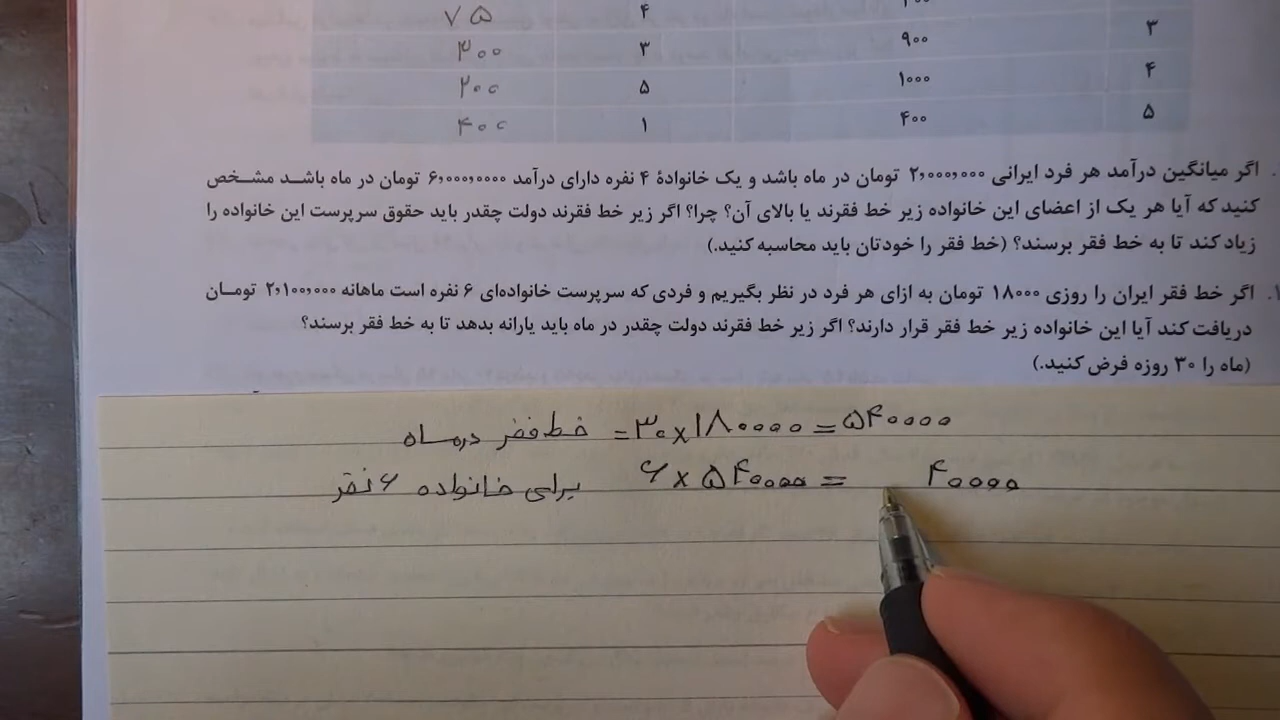 ۷۵ ۴ ۲۰۰
۳ ۹۰۰ ۳ ۳۰۰
۴ ۱۰۰۰ ۵ ۲۰۰
۵ ۴۰۰ ۱ ۴۰۰
اگر میانگین درآمد هر فرد ایرانی ۲,۰۰۰,۰۰۰ تومان در ماه باشد و یک خانوادهٔ ۴ نفره دارای درآمد ۶,۰۰۰,۰۰۰۰ تومان در ماه باشد مشخص
کنید که آیا هر یک از اعضای این خانواده زیر خط فقرند یا بالای آن؟ چرا؟ اگر زیر خط فقرند دولت چقدر باید حقوق سرپرست این خانواده را
زیاد کند تا به خط فقر برسند؟ (خط فقر را خودتان باید محاسبه کنید.)
اگر خط فقر ایران را روزی ۱۸۰۰۰ تومان به ازای هر فرد در نظر بگیریم و فردی که سرپرست خانواده‌ای ۶ نفره است ماهانه ۲,۱۰۰,۰۰۰ تومان
دریافت کند آیا این خانواده زیر خط فقر قرار دارند؟ اگر زیر خط فقرند دولت چقدر در ماه باید یارانه بدهد تا به خط فقر برسند؟
(ماه را ۳۰ روزه فرض کنید.)
خط فقر در ماه = ۳۰×۱۸۰۰۰۰ = ۵۴۰۰۰۰
برای خانواده ۶ نفر ۶ × ۵۴۰۰۰۰ = ۴۰۰۰۰